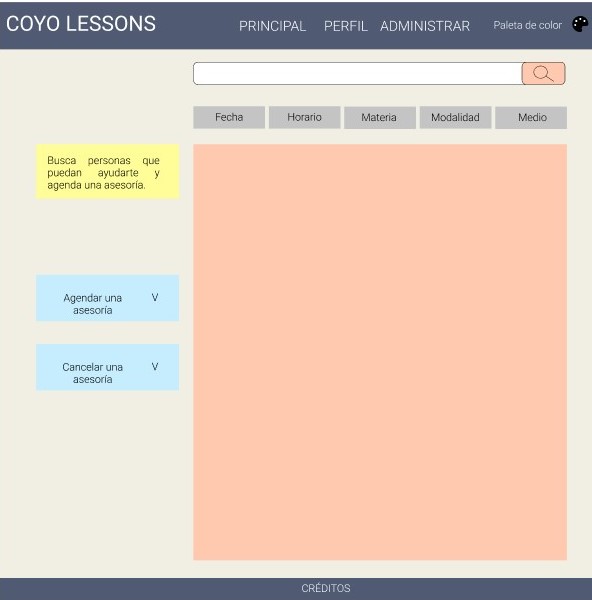 COYO LESSONS
PRINCIPAL PERFIL ADMINISTRAR Paleta de color
Fecha Horario Materia Modalidad Medio
Busca personas que
puedan ayudarte y
agenda una asesoría.
Agendar una V
asesoría
Cancelar una V
asesoría
CRÉDITOS